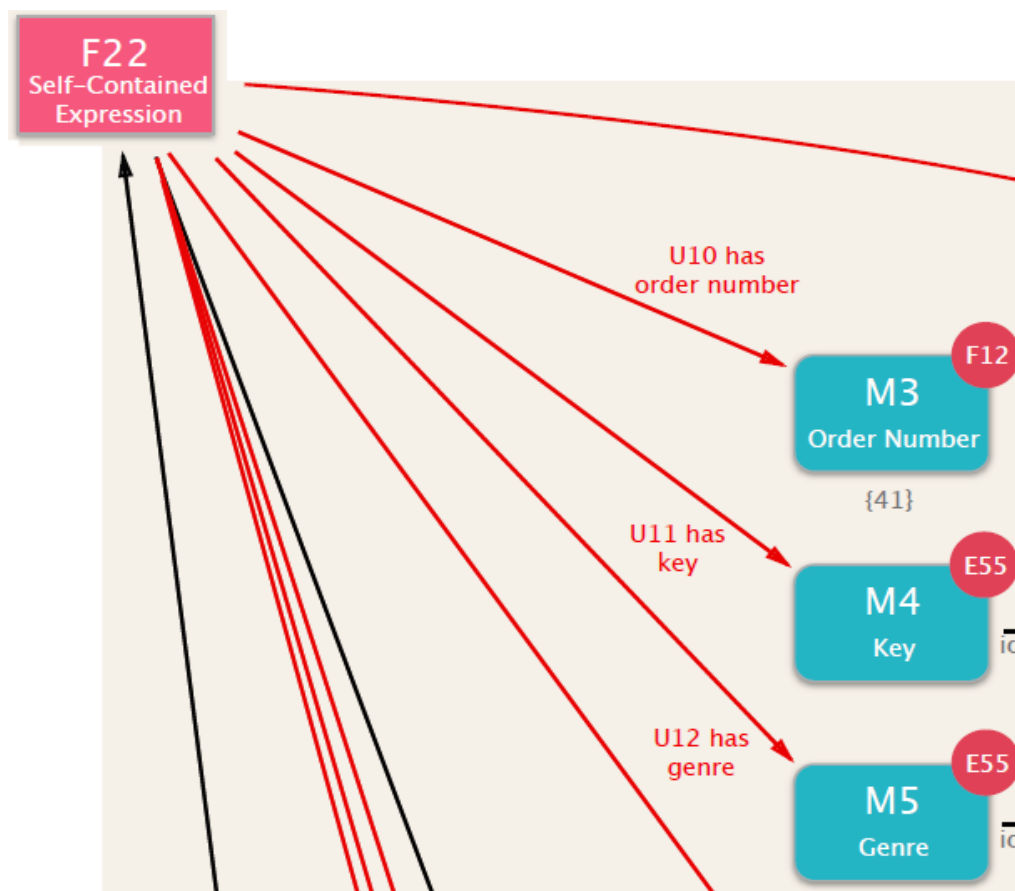 F22
Self-Contained
Expression
U10 has
order number
F12
M3
Order Number
{41}
U11 has
key
E55
M4
Key
U12 has
genre
E55
M5
Genre